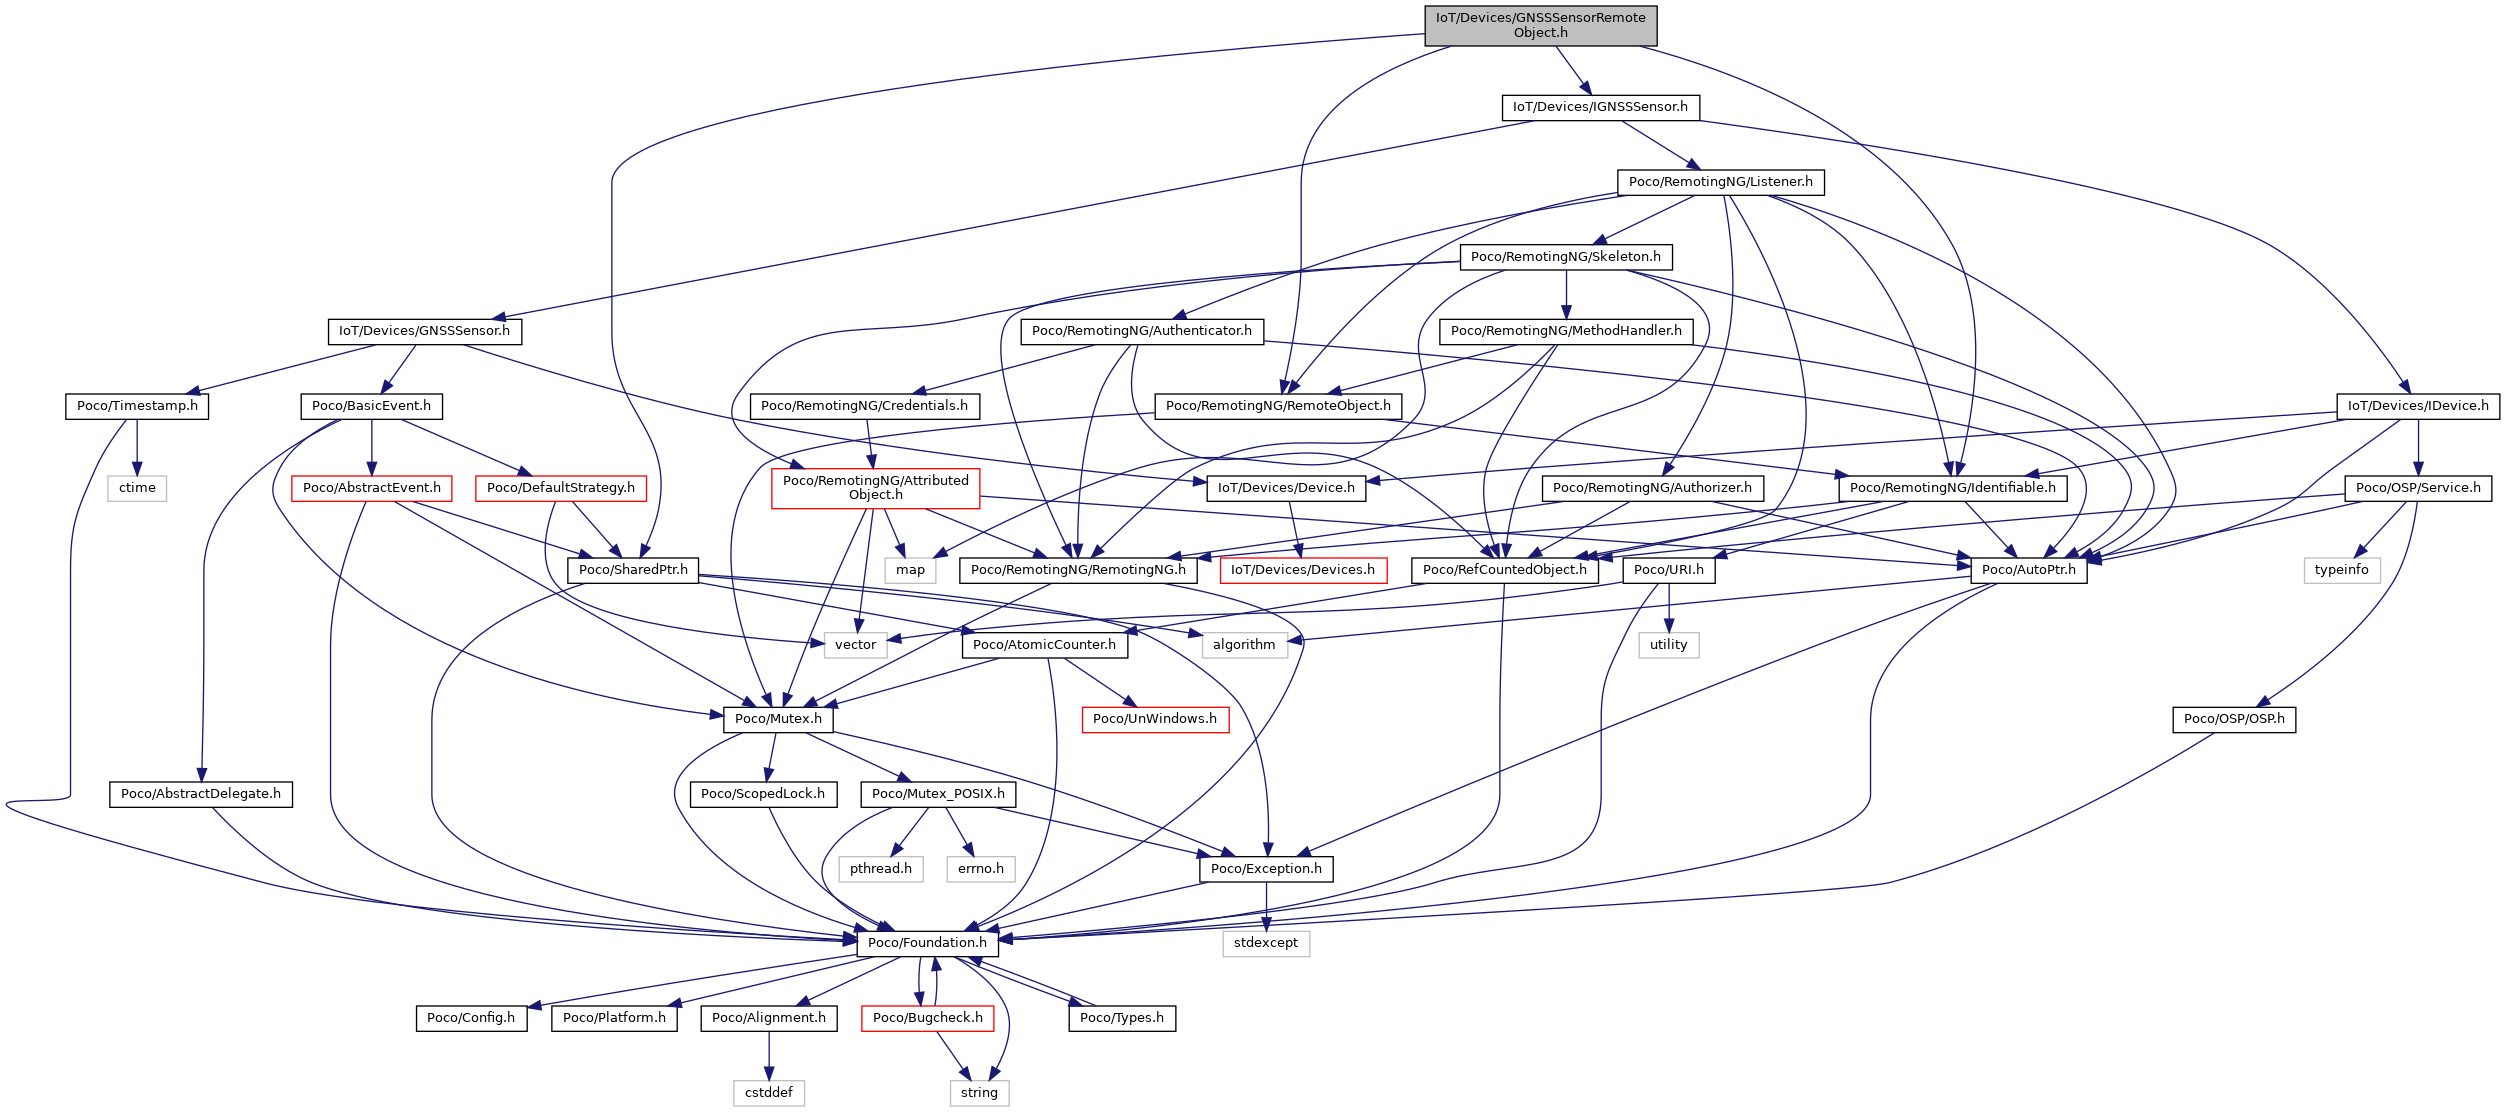 IoT/Devices/GNSSSensorRemote
Object.h
IoT/Devices/IGNSSSensor.h
Poco/RemotingNG/Listener.h
Poco/RemotingNG/Skeleton.h
IoT/Devices/GNSSSensor.h
Poco/RemotingNG/Authenticator.h
Poco/RemotingNG/MethodHandler.h
Poco/Timestamp.h
Poco/BasicEvent.h
Poco/RemotingNG/Credentials.h
Poco/RemotingNG/RemoteObject.h
IoT/Devices/IDevice.h
ctime
Poco/AbstractEvent.h
Poco/DefaultStrategy.h
Poco/RemotingNG/Attributed
Object.h
IoT/Devices/Device.h
Poco/RemotingNG/Authorizer.h
Poco/RemotingNG/Identifiable.h
Poco/OSP/Service.h
Poco/SharedPtr.h
map
Poco/RemotingNG/RemotingNG.h
IoT/Devices/Devices.h
Poco/RefCountedObject.h
Poco/URI.h
Poco/AutoPtr.h
typeinfo
vector
Poco/AtomicCounter.h
algorithm
utility
Poco/Mutex.h
Poco/UnWindows.h
Poco/OSP/OSP.h
Poco/AbstractDelegate.h
Poco/ScopedLock.h
Poco/Mutex_POSIX.h
pthread.h
errno.h
Poco/Exception.h
Poco/Foundation.h
stdexcept
Poco/Config.h
Poco/Platform.h
Poco/Alignment.h
Poco/Bugcheck.h
Poco/Types.h
cstddef
string